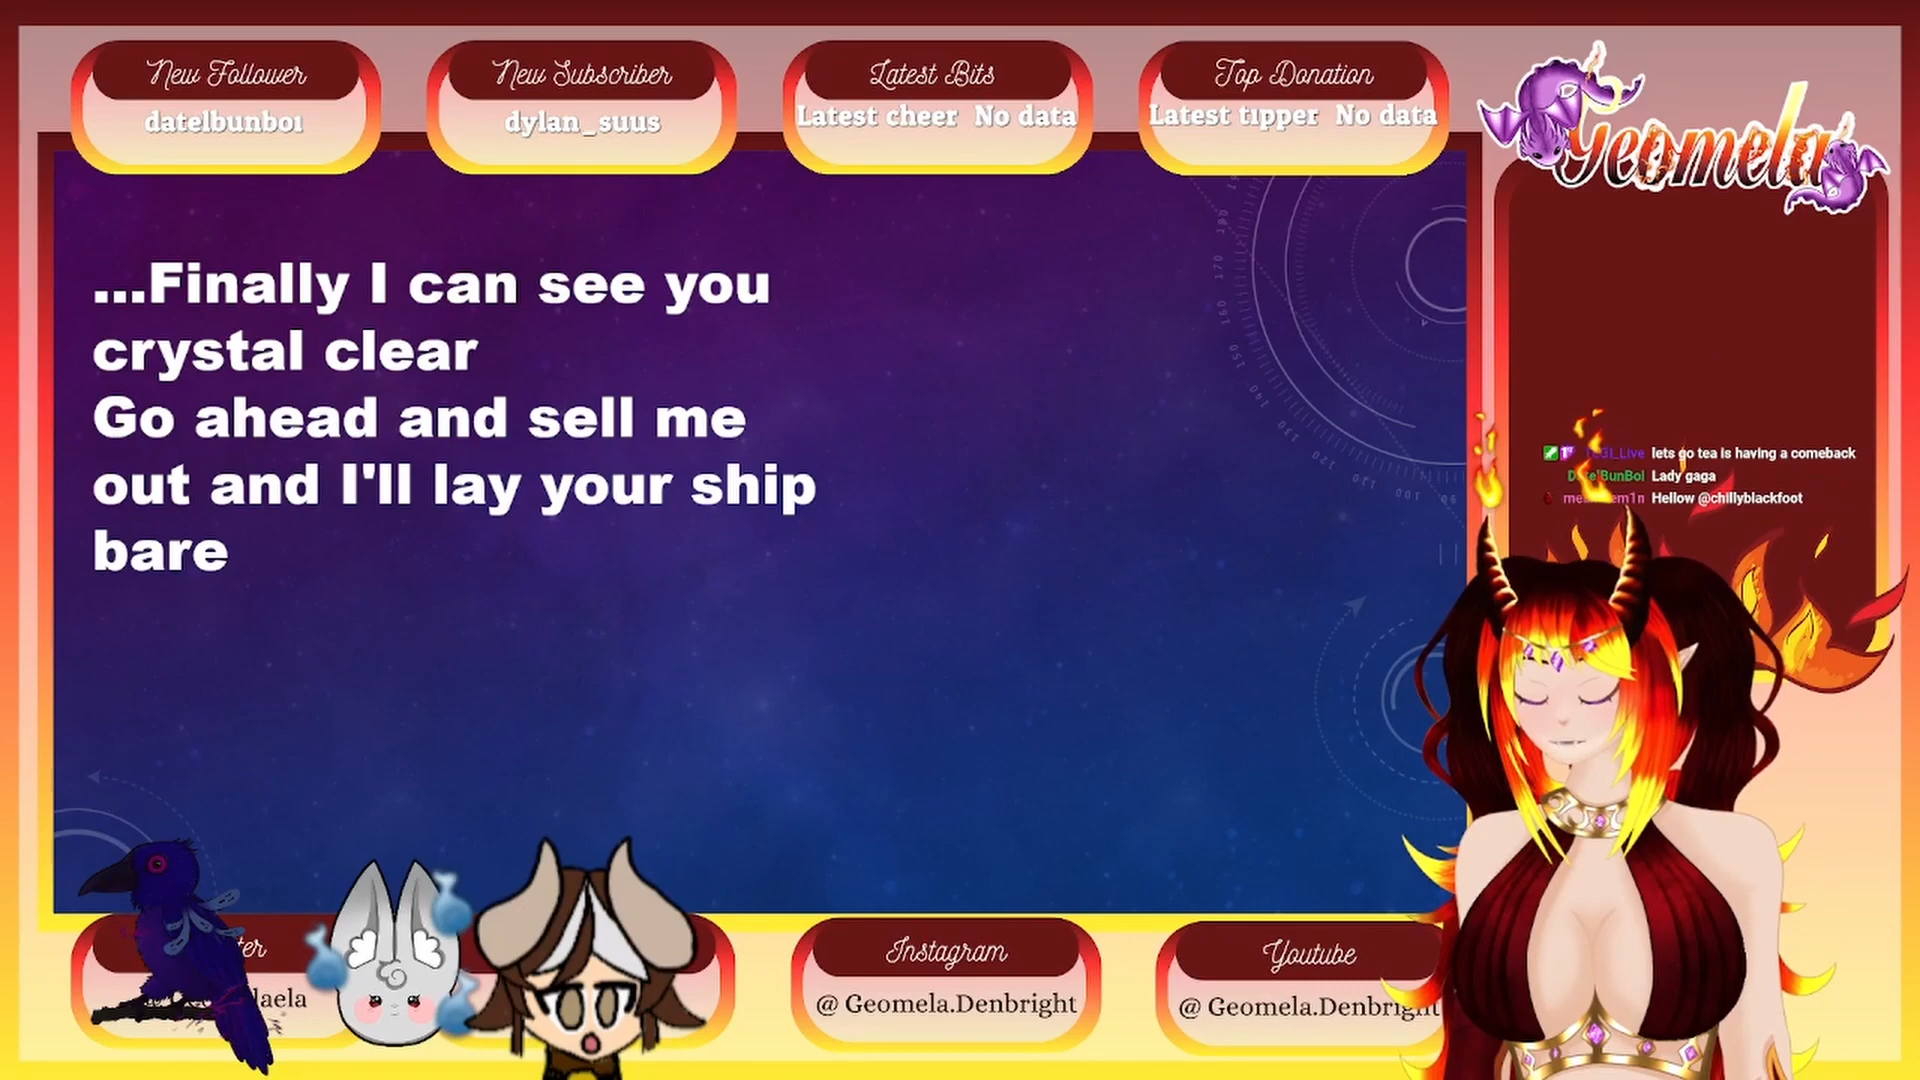 New Follower
datelbunboi
New Subscriber
dylan_suus
Latest Bits
Latest cheer No data
Top Donation
Latest tipper No data
Geomela
...Finally I can see you
crystal clear
Go ahead and sell me
out and I'll lay your ship
bare
lets go tea is having a comeback
Lady gaga
Hellow @chillyblackfoot
Instagram
@ Geomela.Denbright
Youtube
@ Geomela.Denbright